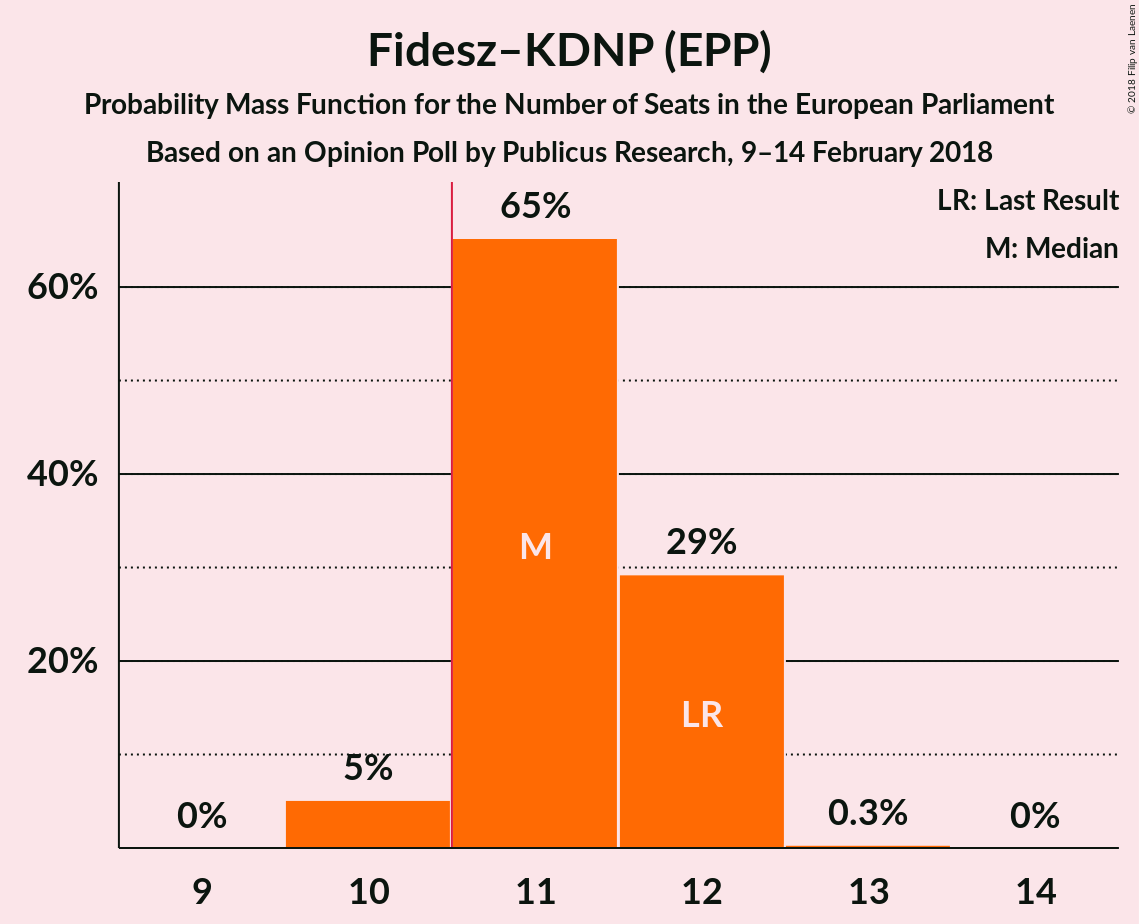 Fidesz–KDNP (EPP)
Probability Mass Function for the Number of Seats in the European Parliament
Based on an Opinion Poll by Publicus Research, 9–14 February 2018
© 2018 Filip van Laenen
LR: Last Result
M: Median
65%
60%
40%
M
29%
20%
LR
5%
0%
0.3%
0%
9 10 11 12 13 14